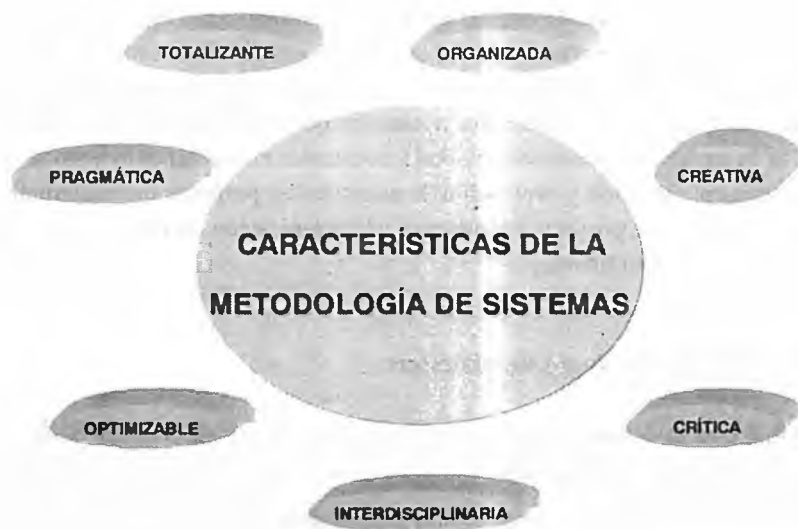 TOTALIZANTE
ORGANIZADA
PRAGMÁTICA
CREATIVA
CARACTERÍSTICAS DE LA
METODOLOGÍA DE SISTEMAS
OPTIMIZABLE
CRÍTICA
INTERDISCIPLINARIA